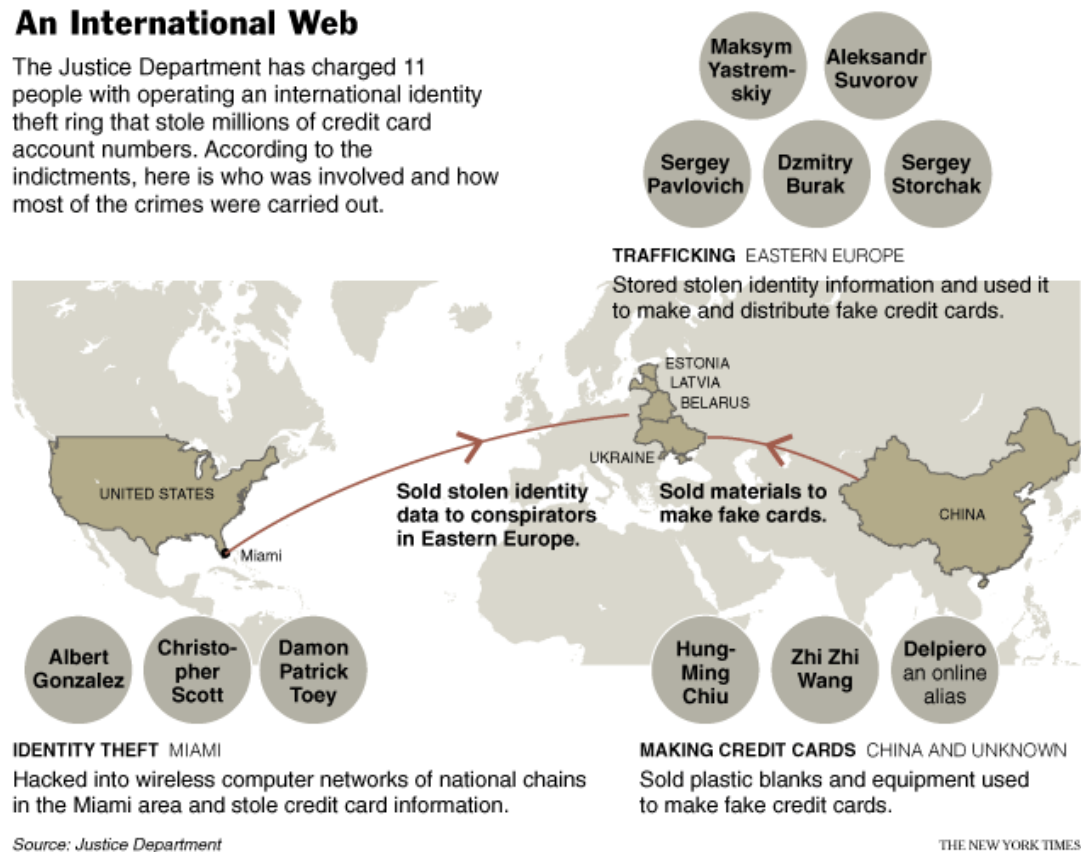 An International Web
The Justice Department has charged 11
people with operating an international identity
theft ring that stole millions of credit card
account numbers. According to the
indictments, here is who was involved and how
most of the crimes were carried out.
Maksym
Yastrem-
skiy
Aleksandr
Suvorov
Sergey
Pavlovich
Dzmitry
Burak
Sergey
Storchak
TRAFFICKING EASTERN EUROPE
Stored stolen identity information and used it
to make and distribute fake credit cards.
ESTONIA
LATVIA
BELARUS
UKRAINE
UNITED STATES
Miami
Sold stolen identity
data to conspirators
in Eastern Europe.
Sold materials to
make fake cards.
CHINA
Albert
Gonzalez
Christo-
pher
Scott
Damon
Patrick
Toey
Hung-
Ming
Chiu
Zhi Zhi
Wang
Delpiero
an online
alias
IDENTITY THEFT MIAMI
Hacked into wireless computer networks of national chains
in the Miami area and stole credit card information.
MAKING CREDIT CARDS CHINA AND UNKNOWN
Sold plastic blanks and equipment used
to make fake credit cards.
Source: Justice Department
THE NEW YORK TIMES